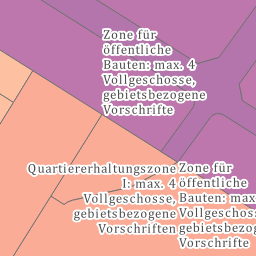 Zone für
öffentliche
Bauten: max. 4
Vollgeschosse,
gebietsbezogene
Vorschrifte
Quartiererhaltungszone
I: max. 4
Vollgeschosse,
gebietsbezogene
Vorschriften
Zone für
öffentliche
Bauten: max
Vollgeschoss
gebietsbezog
Vorschrifte